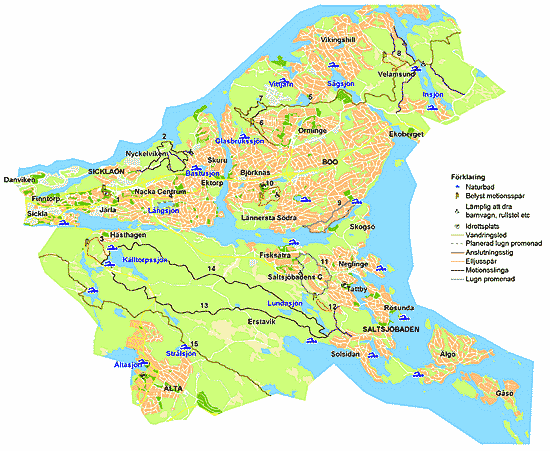 Vikingshill
8
Velamsund
Vittjärn
Sågsjön
Insjön
7
5
6
2
Glasbrukssjön
Orminge
Ekoberget
Nyckelviken
Skuru
BOO
SICKLAÖN
Bastusjön
Björknäs
Danviken
Ektorp
10
Finntorp
Nacka Centrum
1
9
Sickla
Järla
Långsjön
Lännersta Södra
Skogsö
Hästhagen
3
Källtorpssjön
Fisksätra
14
11
Neglinge
Saltsjöbadens C
Tattby
13
Lundasjön
12
Rösunda
Erstavik
SALTSJÖBADEN
15
Strålsjön
Solsidan
Älgö
Ältasjön
ÄLTA
Gåsö
Förklaring
Naturbad
Belyst motionsspår
Lämplig att dra
barnvagn, rullstol etc
Idrottsplats
Vandringsled
Planerad lugn promenad
Anslutningsstig
Elljusspår
Motionsslinga
Lugn promenad